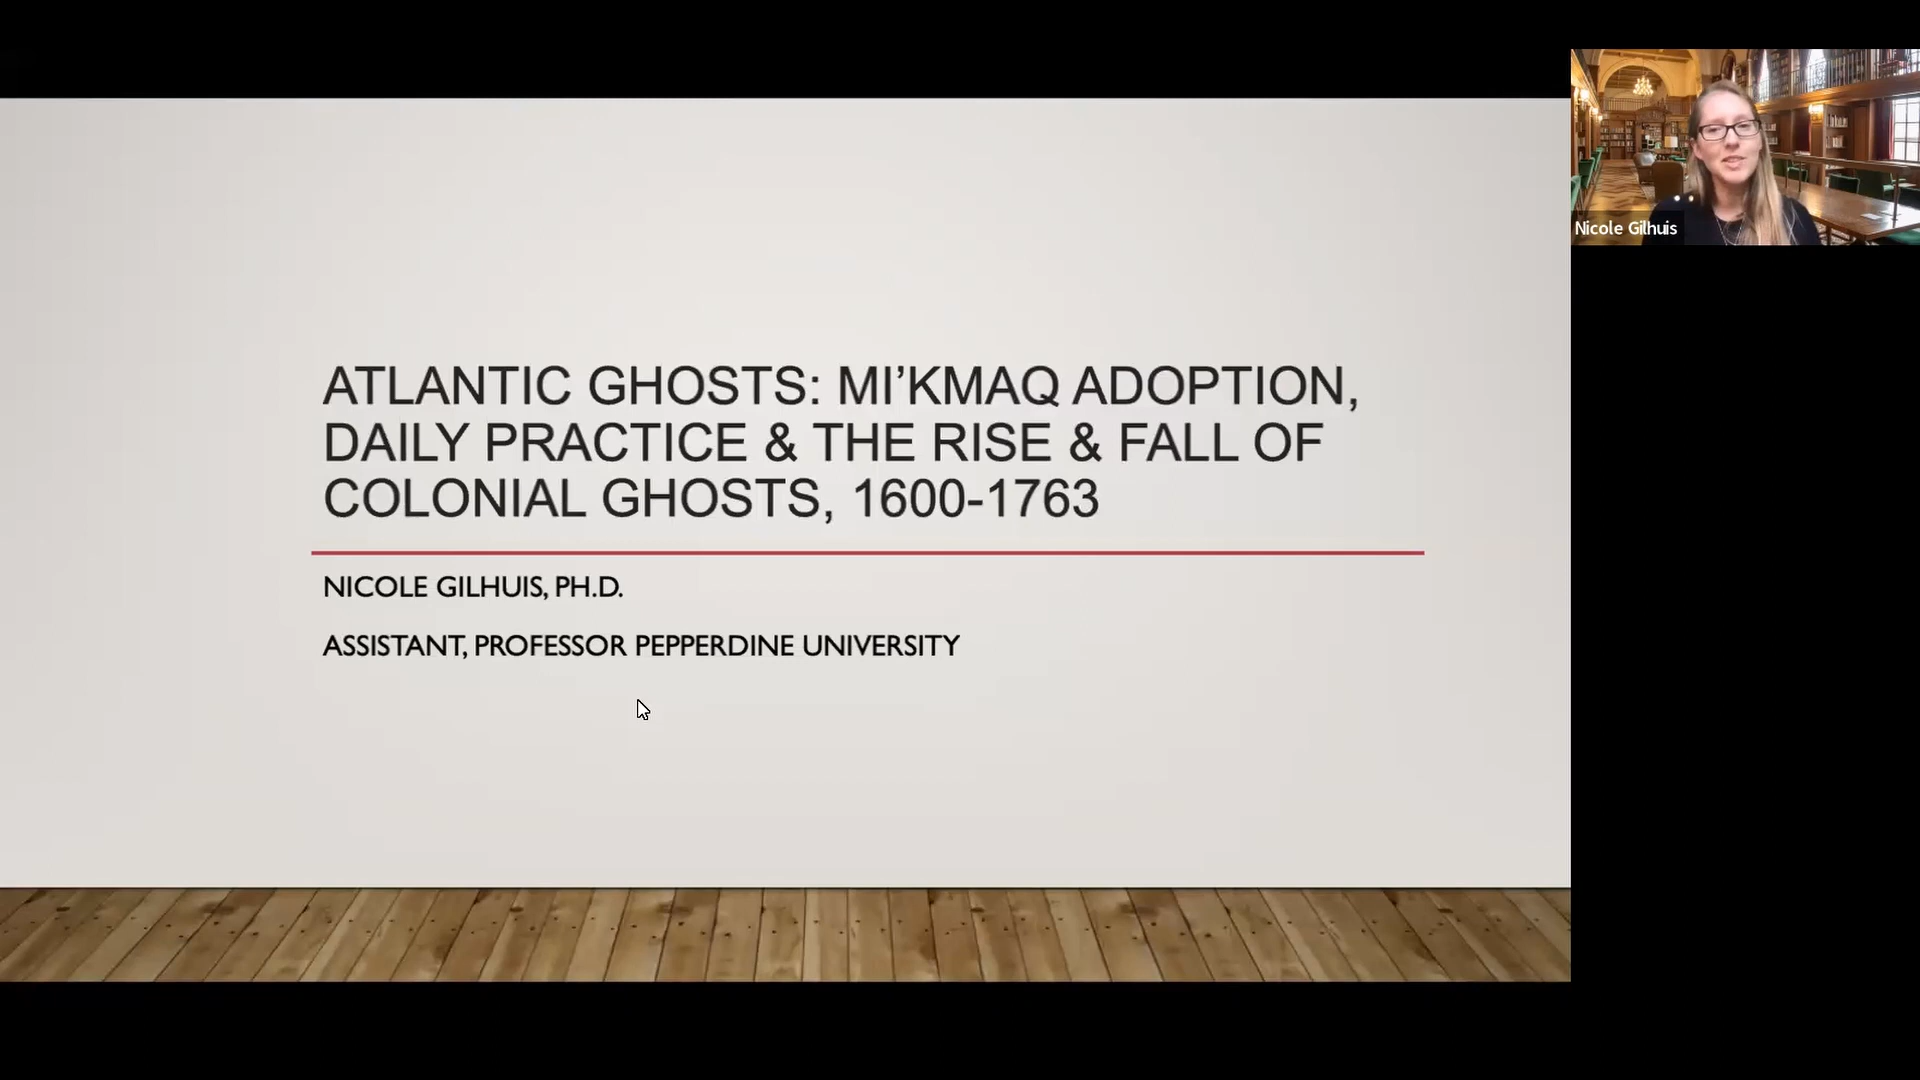 ATLANTIC GHOSTS: MI’KMAQ ADOPTION,
DAILY PRACTICE & THE RISE & FALL OF
COLONIAL GHOSTS, 1600-1763
NICOLE GILHUIS, PH.D.
ASSISTANT, PROFESSOR PEPPERDINE UNIVERSITY
Nicole Gilhuis